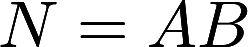 N = AB